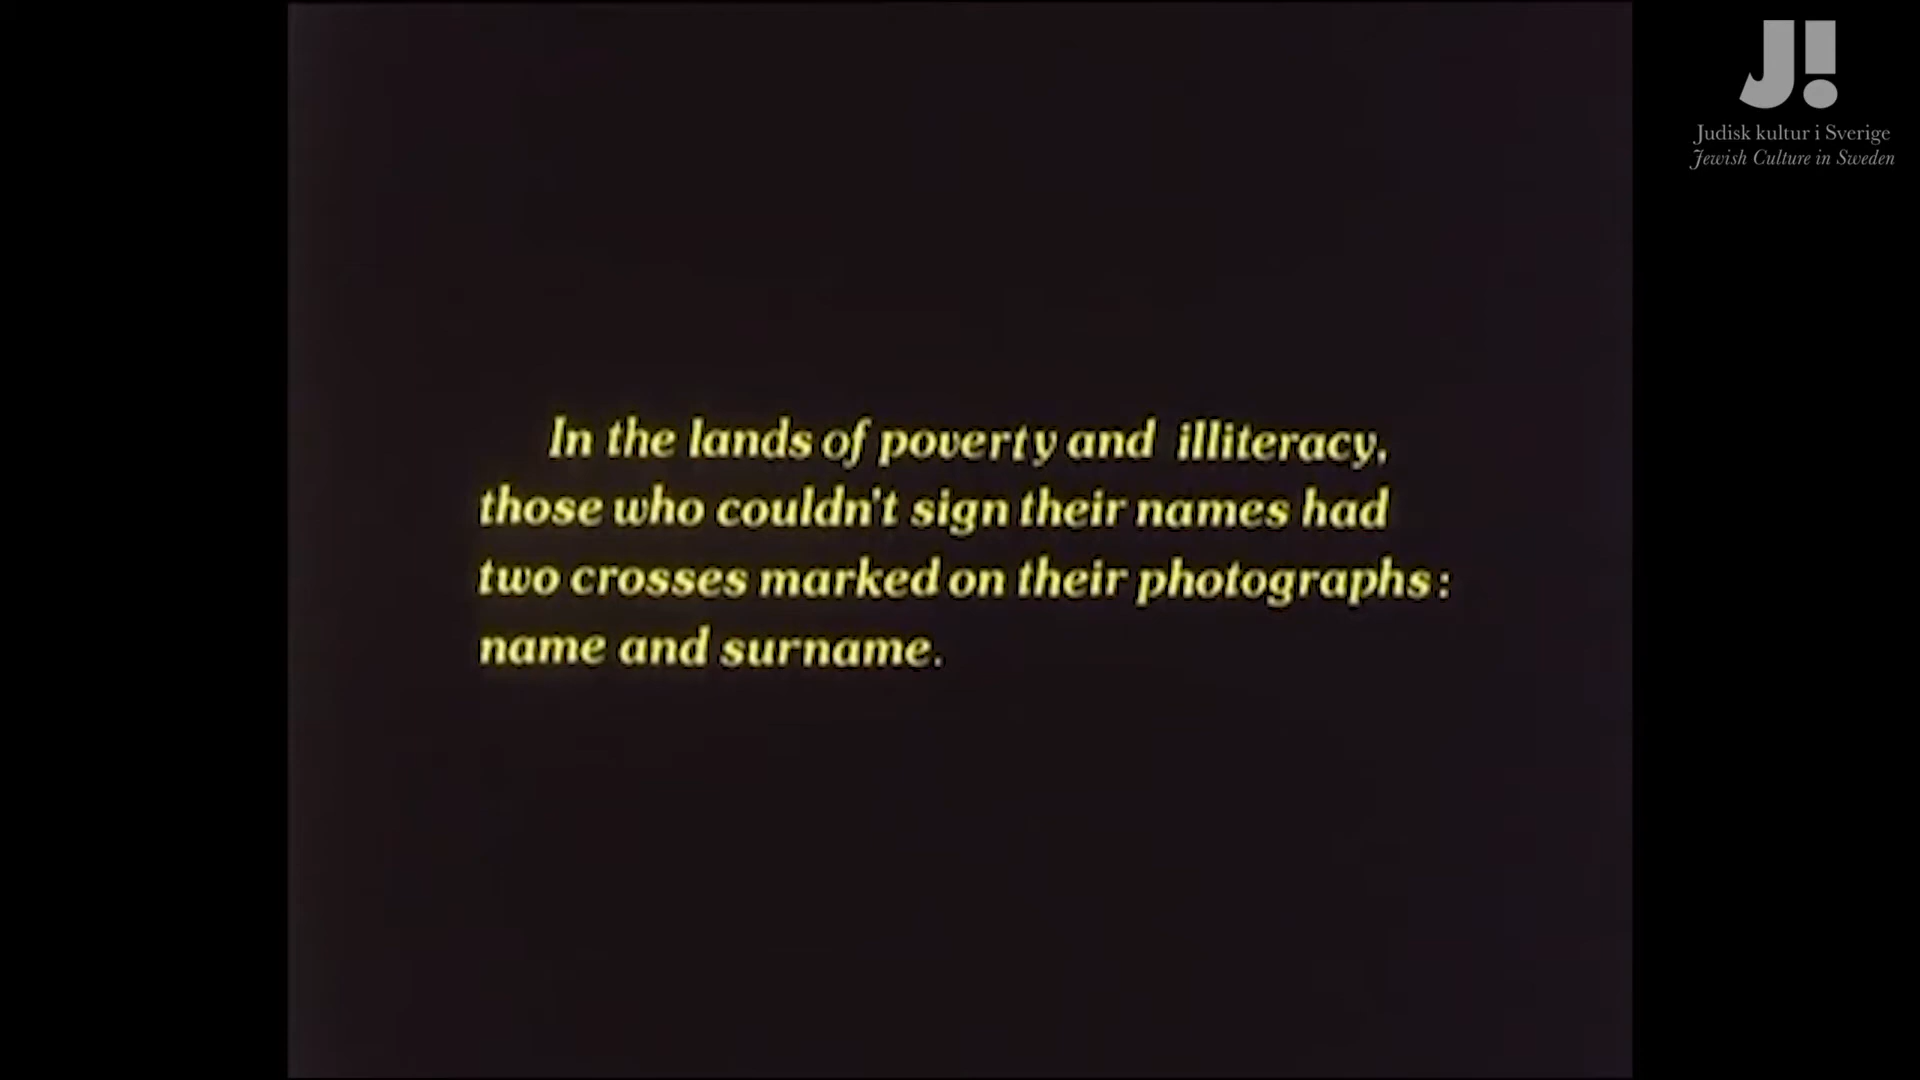 J!
Judisk kultur i Sverige
Jewish Culture in Sweden
In the lands of poverty and illiteracy,
those who couldn't sign their names had
two crosses marked on their photographs:
name and surname.